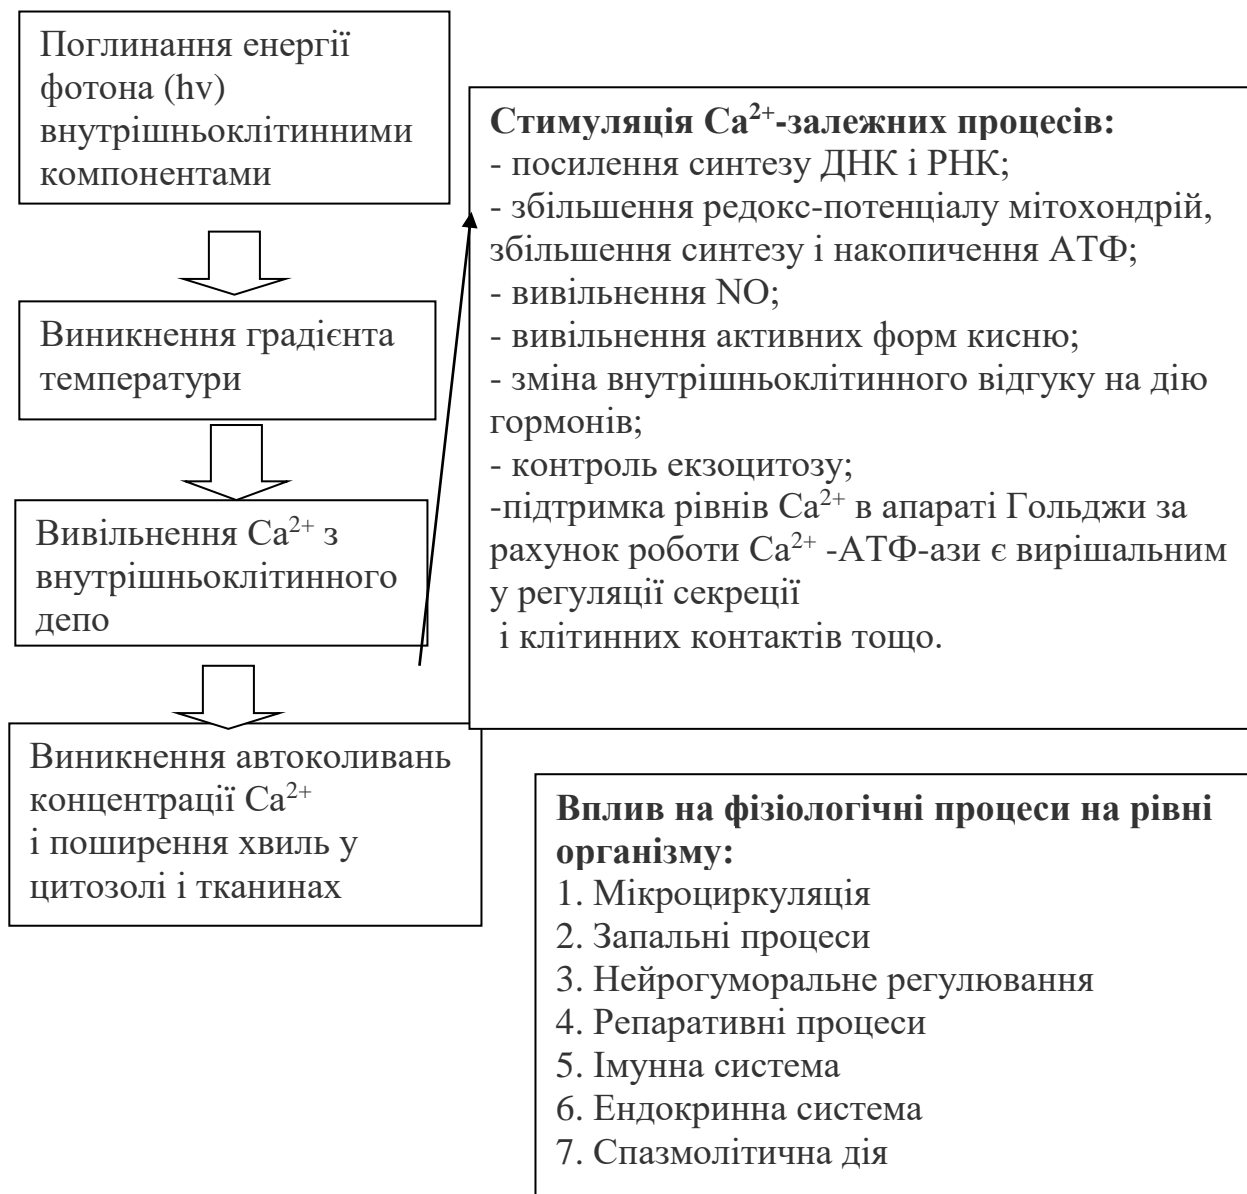 Поглинання енергії
фотона (hv)
внутрішньоклітинними
компонентами
Виникнення градієнта
температури
Вивільнення Ca²⁺ з
внутрішньоклітинного
депо
Виникнення автоколивань
концентрації Ca²⁺
і поширення хвиль у
цитозолі і тканинах
Стимуляція Ca²⁺-залежних процесів:
- посилення синтезу ДНК і РНК;
- збільшення редокс-потенціалу мітохондрій,
збільшення синтезу і накопичення АТФ;
- вивільнення NO;
- вивільнення активних форм кисню;
- зміна внутрішньоклітинного відгуку на дію
гормонів;
- контроль екзоцитозу;
-підтримка рівнів Ca²⁺ в апараті Гольджи за
рахунок роботи Ca²⁺ -АТФ-ази є вирішальним
у регуляції секреції
і клітинних контактів тощо.
Вплив на фізіологічні процеси на рівні
організму:
1. Мікроциркуляція
2. Запальні процеси
3. Нейрогуморальне регулювання
4. Репаративні процеси
5. Імунна система
6. Ендокринна система
7. Спазмолітична дія